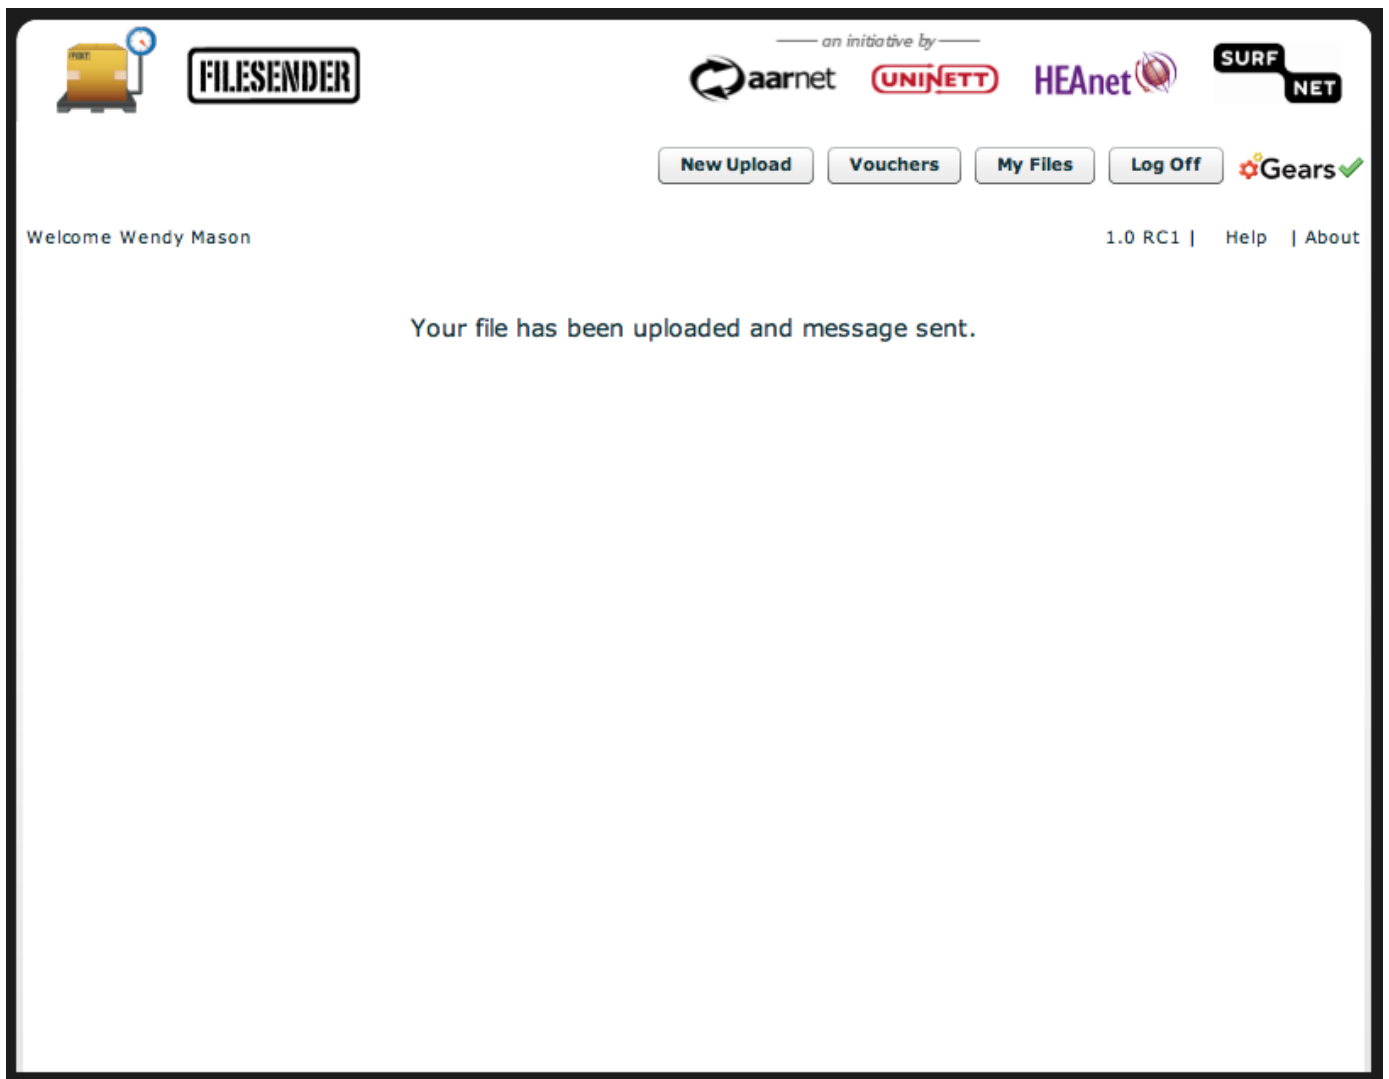 FILESENDER
an initiative by
aarnet UNINETT HEAnet SURF NET
New Upload Vouchers My Files Log Off Gears
Welcome Wendy Mason 1.0 RC1 | Help | About
Your file has been uploaded and message sent.